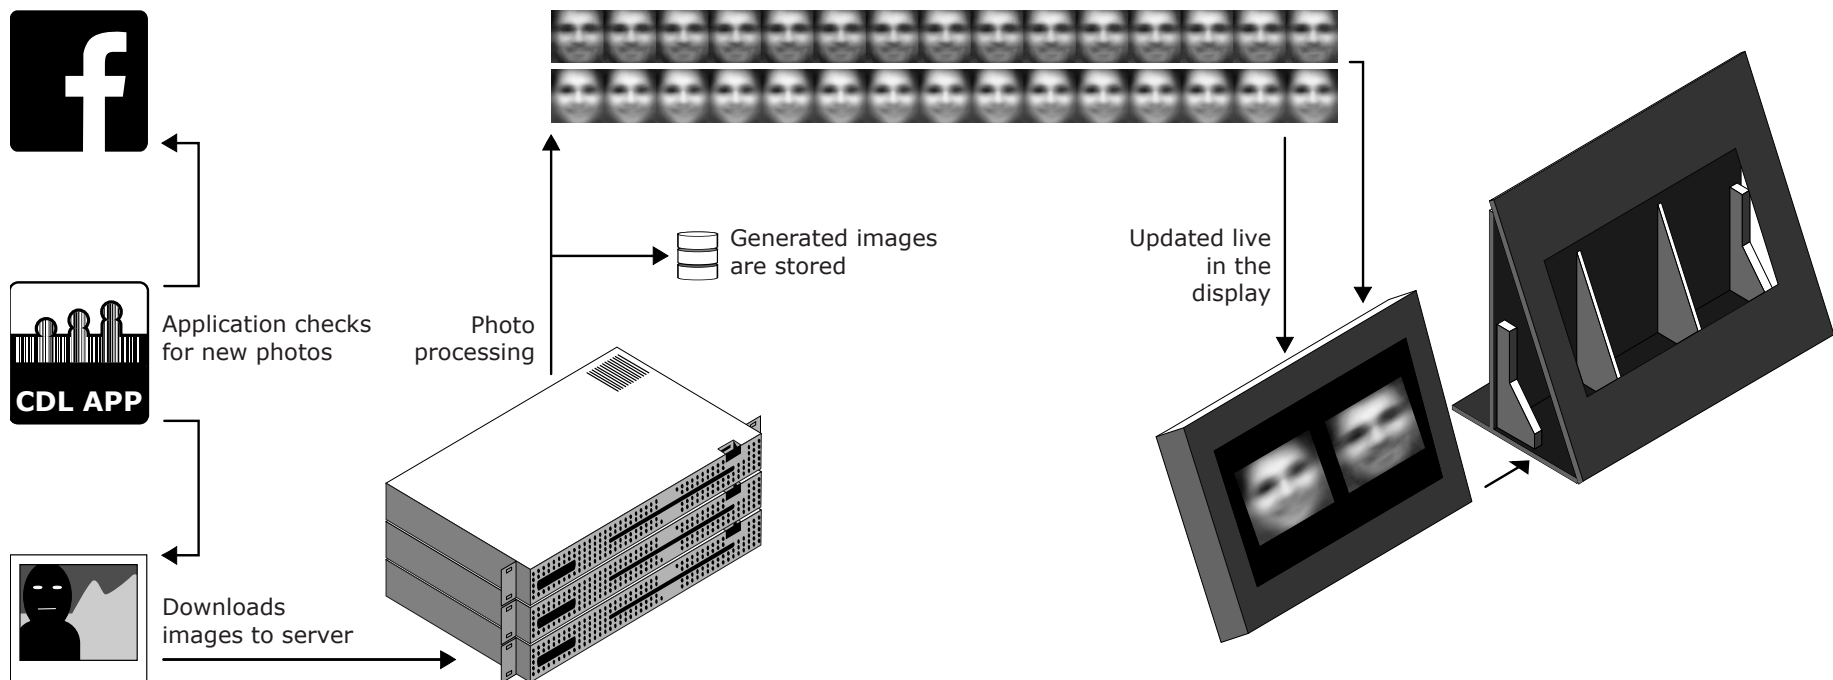 Generated images
are stored
Updated live
in the
display
Application checks
for new photos
Photo
processing
CDL APP
Downloads
images to server